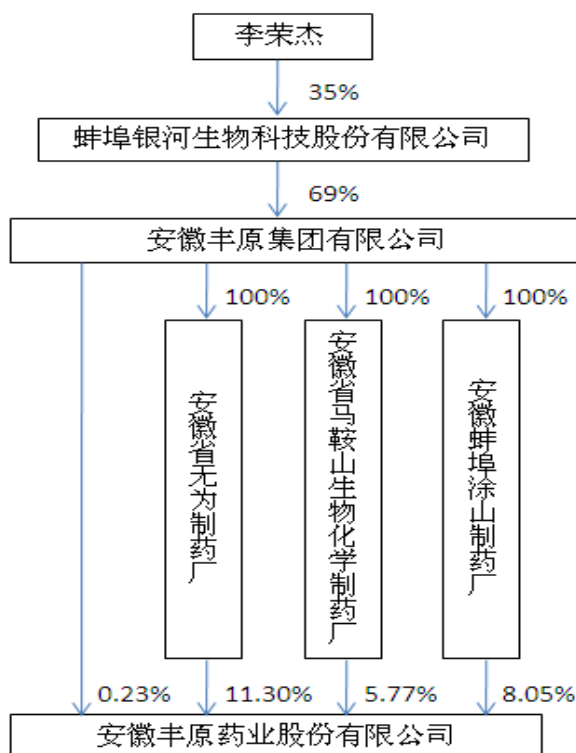 李荣杰
35%
蚌埠银河生物科技股份有限公司
69%
安徽丰原集团有限公司
100%
100%
100%
安徽省无为制药厂
安徽省马鞍山生物化学制药厂
安徽蚌埠涂山制药厂
0.23%
11.30%
5.77%
8.05%
安徽丰原药业股份有限公司